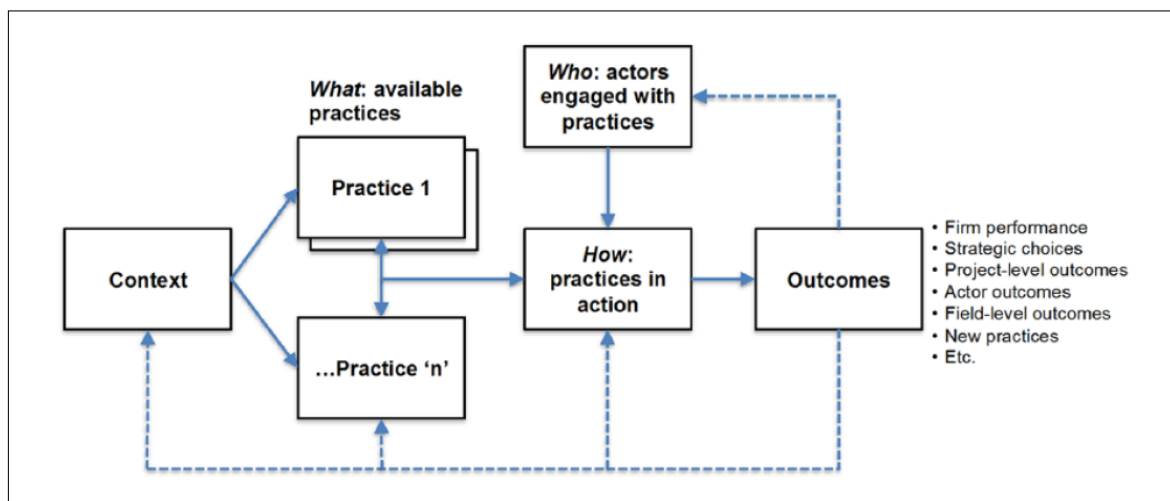 What: available
practices
Who: actors
engaged with
practices
Practice 1
Context
How:
practices in
action
Outcomes
• Firm performance
• Strategic choices
• Project-level outcomes
• Actor outcomes
• Field-level outcomes
• New practices
• Etc.
…Practice ‘n’